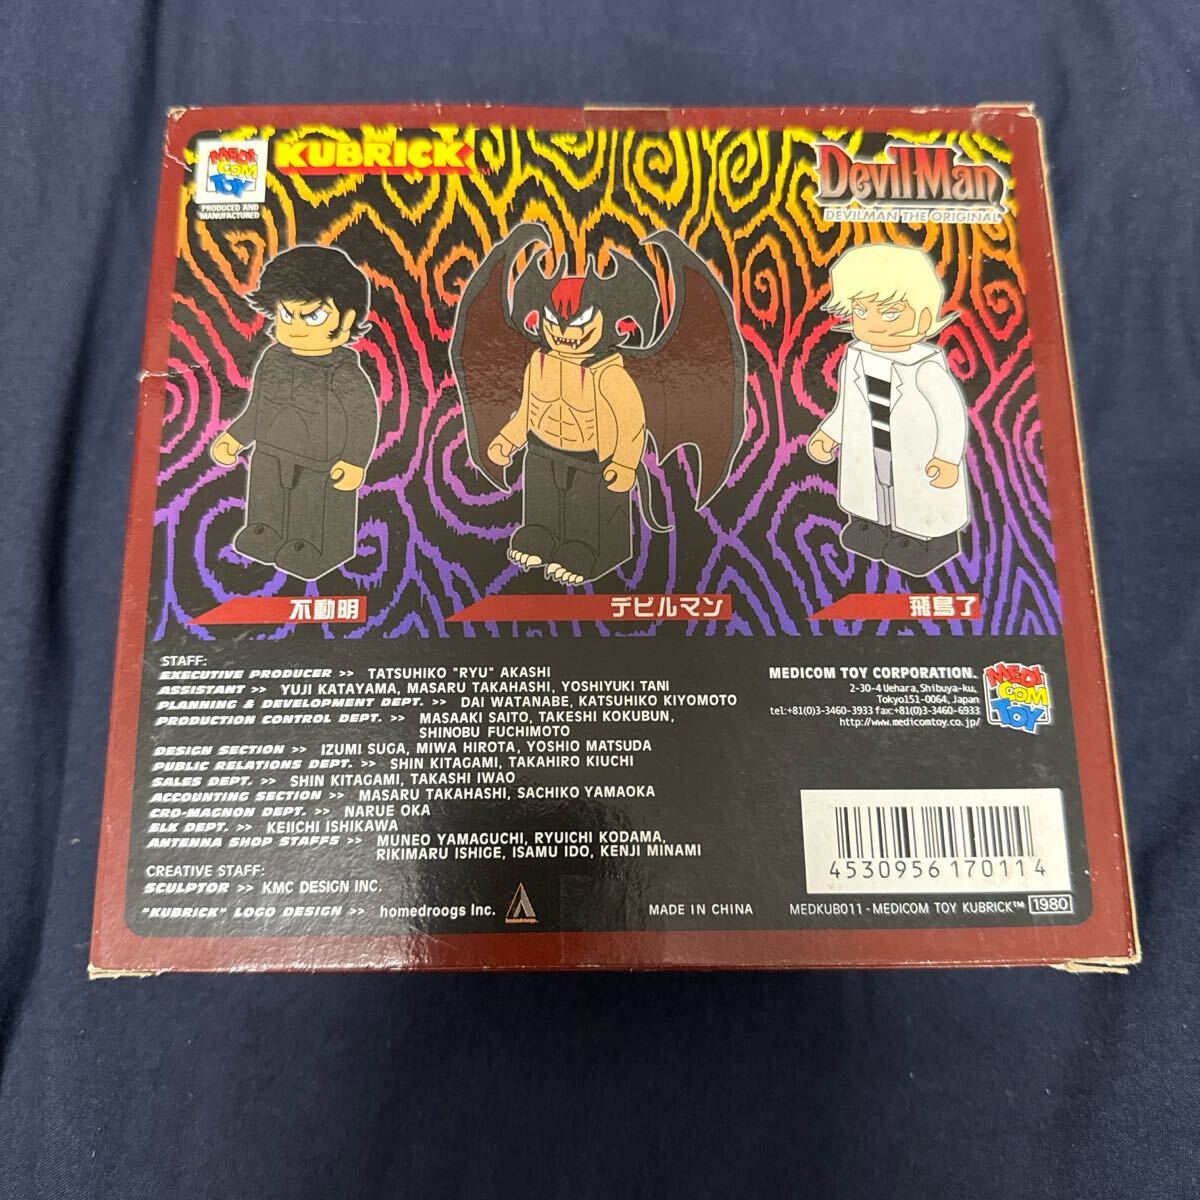 MEDI
COM
TOY
PRODUCED AND
MANUFACTURED
KUBRICK
DevilMan
DEVILMAN THE ORIGINAL
不動明
デビルマン
飛鳥了
STAFF:
EXECUTIVE PRODUCER >> TATSUHIKO "RYU" AKASHI
ASSISTANT >> YUJI KATAYAMA, MASARU TAKAHASHI, YOSHIYUKI TANI
PLANNING & DEVELOPMENT DEPT. >> DAI WATANABE, KATSUHIKO KIYOMOTO
PRODUCTION CONTROL DEPT. >> MASAAKI SAITO, TAKESHI KOKUBUN,
SHINOBU FUCHIMOTO
DESIGN SECTION >> IZUMI SUGA, MIWA HIROTA, YOSHIO MATSUDA
PUBLIC RELATIONS DEPT. >> SHIN KITAGAMI, TAKAHIRO KIUCHI
SALES DEPT. >> SHIN KITAGAMI, TAKASHI IWAO
ACCOUNTING SECTION >> MASARU TAKAHASHI, SACHIKO YAMAOKA
CRO-MAGNON DEPT. >> NARUE OKA
ELK DEPT. >> KEIICHI ISHIKAWA
ANTENNA SHOP STAFFS >> MUNEO YAMAGUCHI, RYUICHI KODAMA,
RIKIMARU ISHIGE, ISAMU IDO, KENJI MINAMI
CREATIVE STAFF:
SCULPTOR >> KMC DESIGN INC.
"KUBRICK" LOGO DESIGN >> homedroogs Inc.
homedroogs.
MADE IN CHINA
MEDICOM TOY CORPORATION.
2-30-4 Uehara, Shibuya-ku,
Tokyo151-0064, Japan
tel:+81(0)3-3460-3933 fax:+81(0)3-3460-6933
http://www.medicomtoy.co.jp/
MEDI
COM
TOY
4530956170114
MEDKUB011-MEDICOM TOY KUBRICK™ 1980